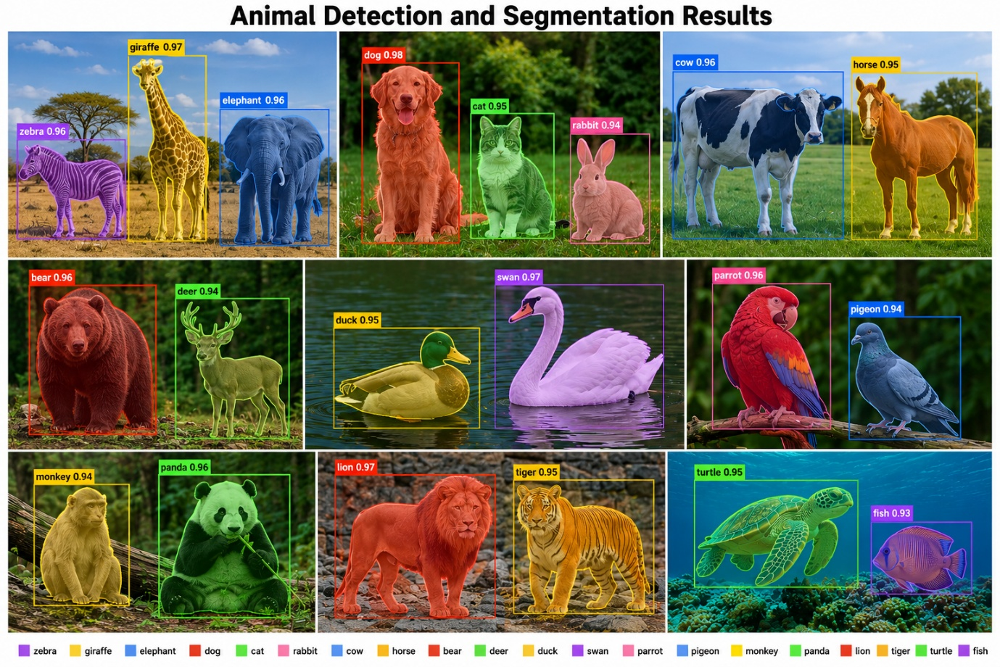 Animal Detection and Segmentation Results
giraffe 0.97
elephant 0.96
zebra 0.96
dog 0.98
cat 0.95
rabbit 0.94
cow 0.96
horse 0.95
bear 0.96
deer 0.94
duck 0.95
swan 0.97
parrot 0.96
pigeon 0.94
monkey 0.94
panda 0.96
lion 0.97
tiger 0.95
turtle 0.95
fish 0.93
zebra giraffe elephant dog cat rabbit cow horse bear deer duck swan parrot pigeon monkey panda lion tiger turtle fish